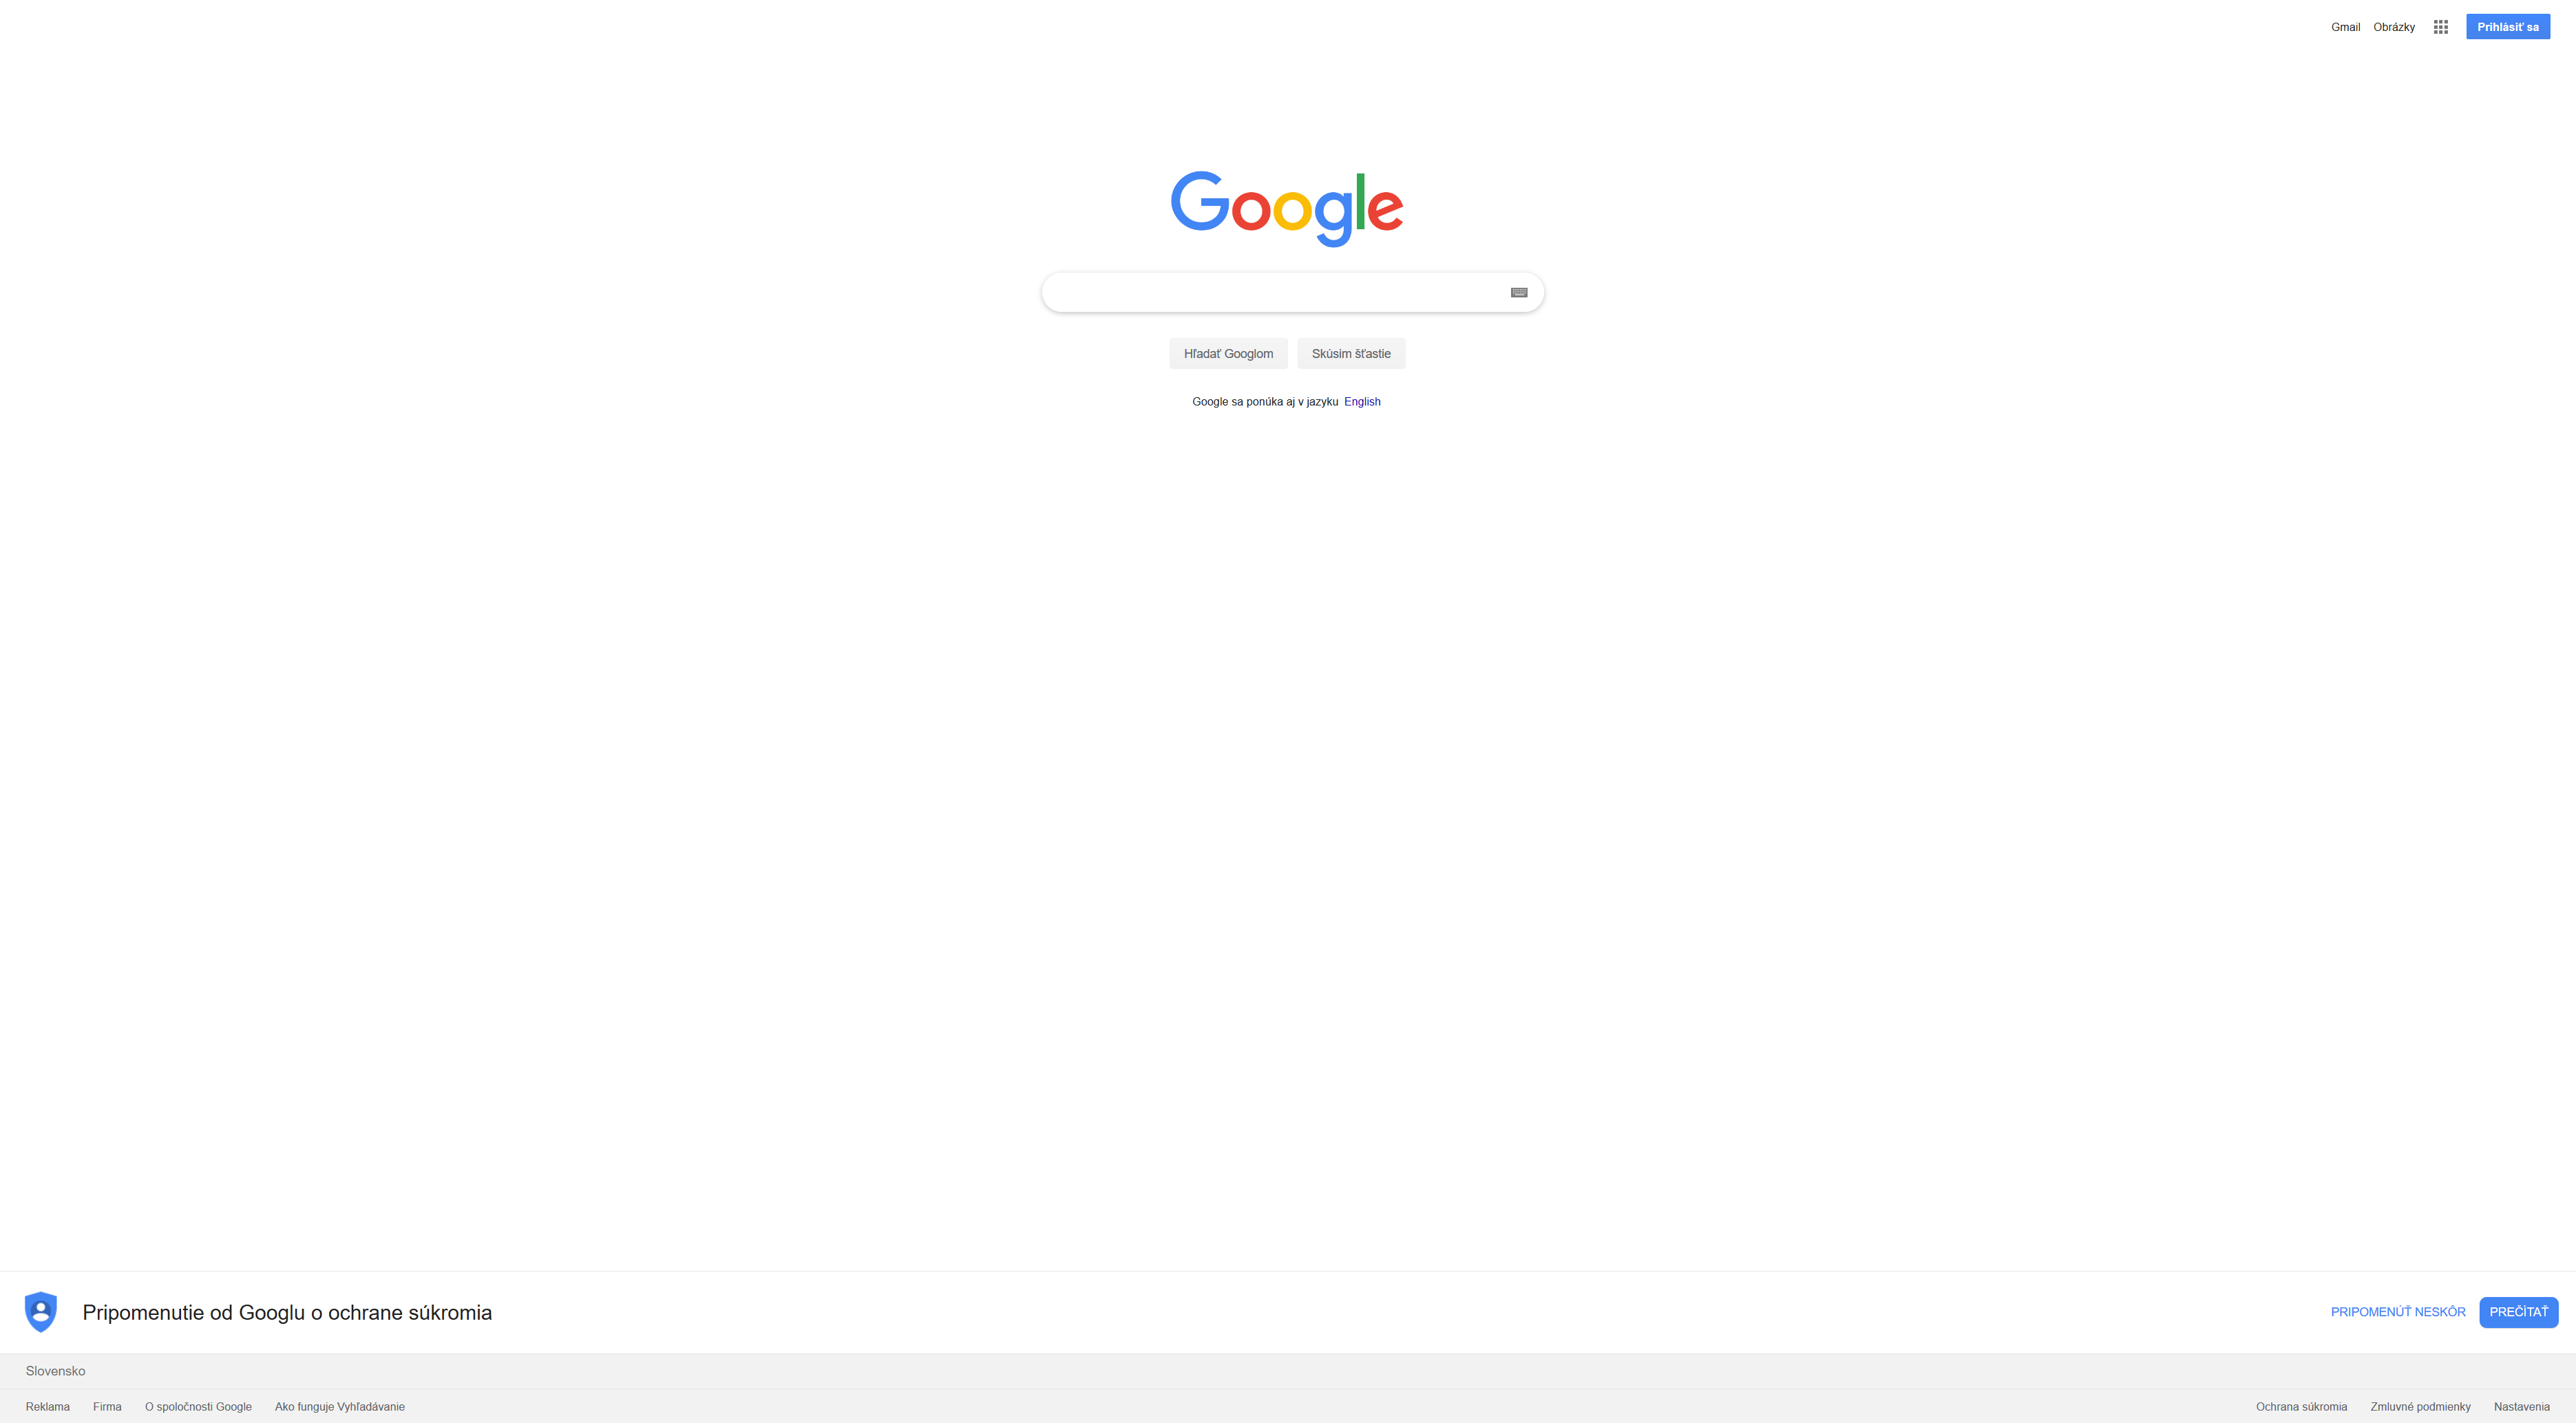 Gmail Obrázky Prihlásiť sa
Google
Hľadať Googlom Skúsim šťastie
Google sa ponúka aj v jazyku English
Pripomenutie od Googlu o ochrane súkromia PRIPOMENÚŤ NESKÔR PREČÍTAŤ
Slovensko
Reklama Firma O spoločnosti Google Ako funguje Vyhľadávanie Ochrana súkromia Zmluvné podmienky Nastavenia